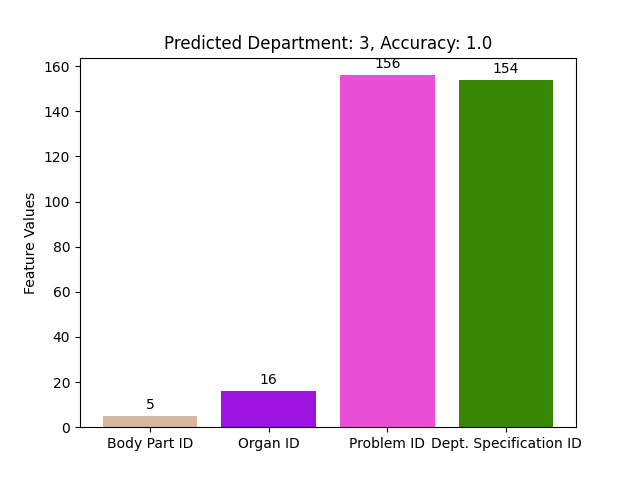 Predicted Department: 3, Accuracy: 1.0
Feature Values
160
140
120
100
80
60
40
20
0
5
16
156
154
Body Part ID
Organ ID
Problem ID
Dept. Specification ID